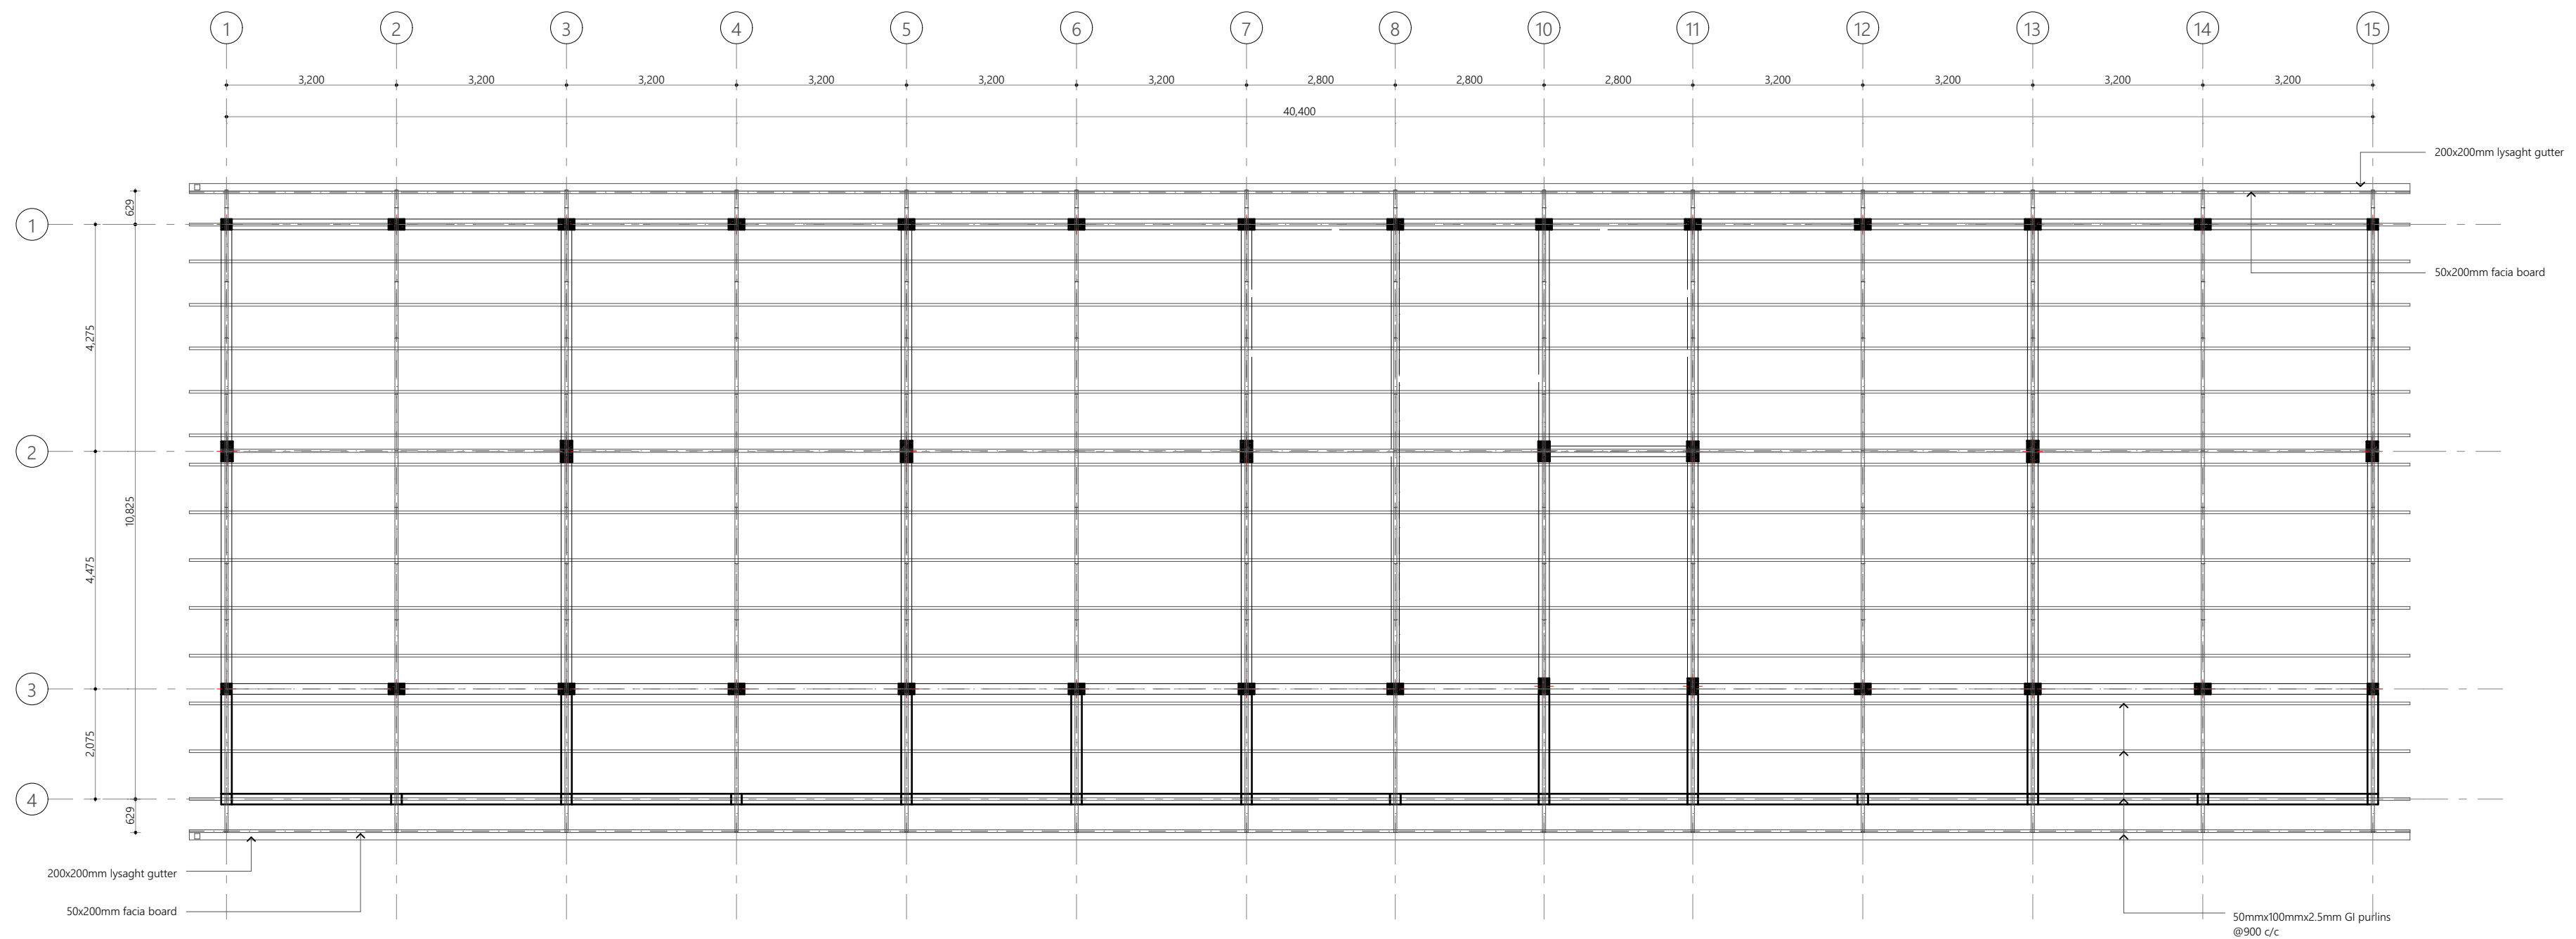 1 2 3 4 5 6 7 8 10 11 12 13 14 15
3,200 3,200 3,200 3,200 3,200 3,200 2,800 2,800 2,800 3,200 3,200 3,200 3,200
40,400
200x200mm lysaght gutter
629
1
50x200mm facia board
4,275
2
10,825
4,475
3
2,075
4
629
200x200mm lysaght gutter
50x200mm facia board
50mmx100mmx2.5mm GI purlins
@900 c/c